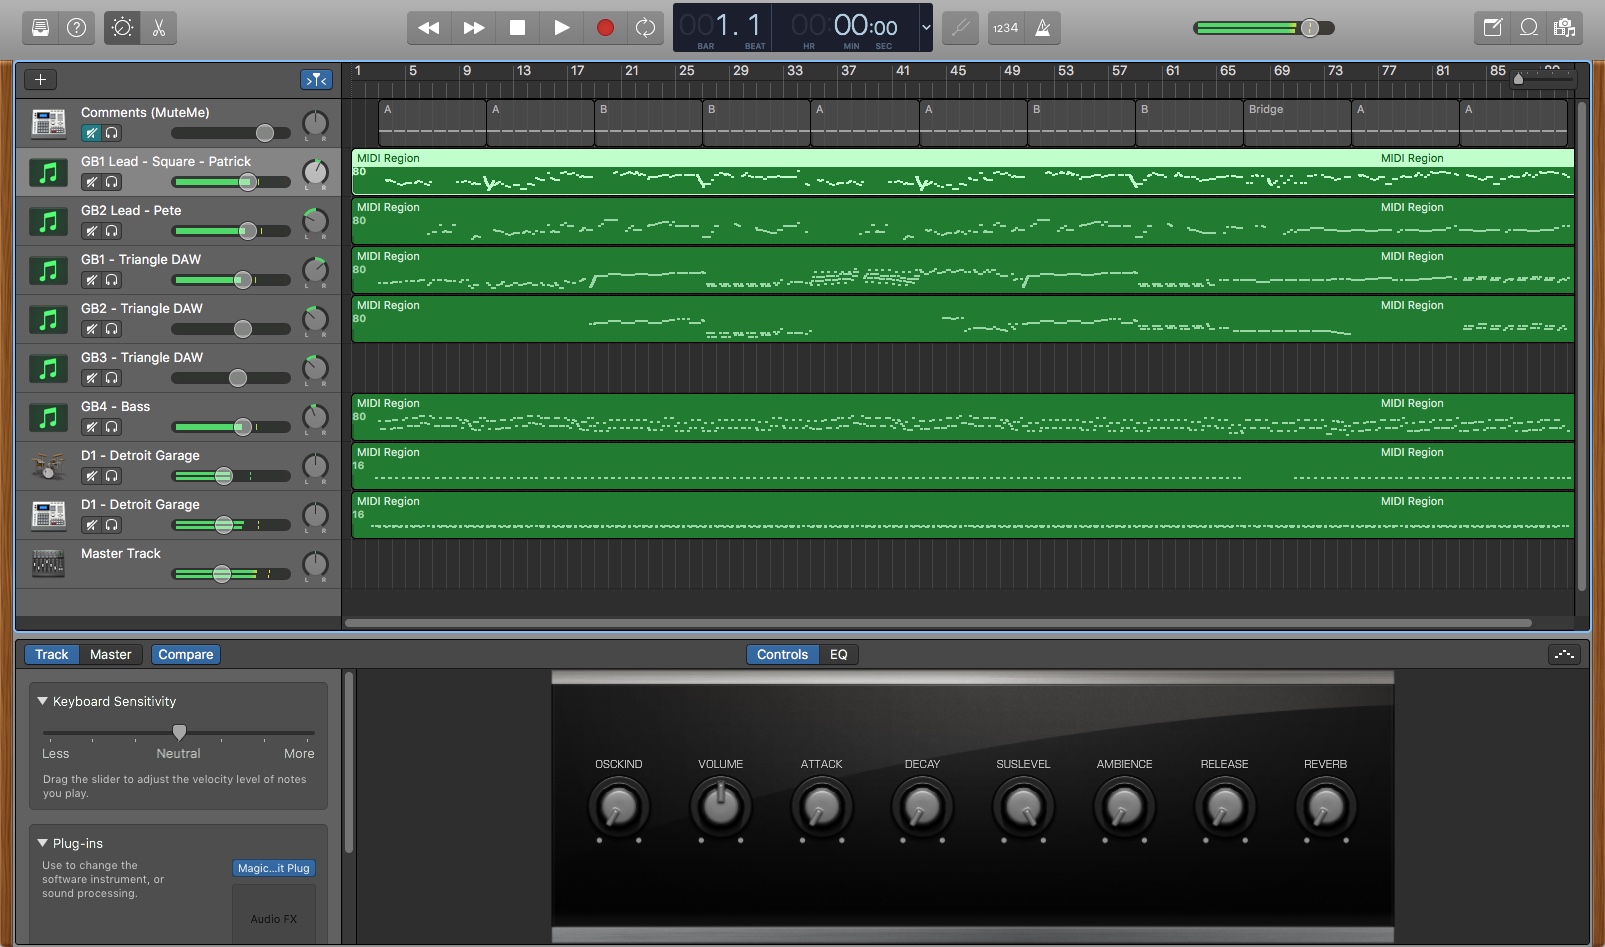 001. 1 00:00:00
BAR BEAT HR MIN SEC
1234
1 5 9 13 17 21 25 29 33 37 41 45 49 53 57 61 65 69 73 77 81 85
Comments (MuteMe)
L R
A A B B A A B B Bridge A A
GB1 Lead - Square - Patrick
L R
MIDI Region MIDI Region
80
GB2 Lead - Pete
L R
MIDI Region MIDI Region
80
GB1 - Triangle DAW
L R
MIDI Region MIDI Region
80
GB2 - Triangle DAW
L R
MIDI Region MIDI Region
80
GB3 - Triangle DAW
L R
GB4 - Bass
L R
MIDI Region MIDI Region
80
D1 - Detroit Garage
L R
MIDI Region MIDI Region
16
D1 - Detroit Garage
L R
MIDI Region MIDI Region
16
Master Track
L R
Track Master Compare Controls EQ
Keyboard Sensitivity
Less Neutral More
Drag the slider to adjust the velocity level of notes
you play.
Plug-ins
Use to change the
software instrument, or
sound processing.
Magic...it Plug
Audio FX
OSCKIND VOLUME ATTACK DECAY SUSLEVEL AMBIENCE RELEASE REVERB